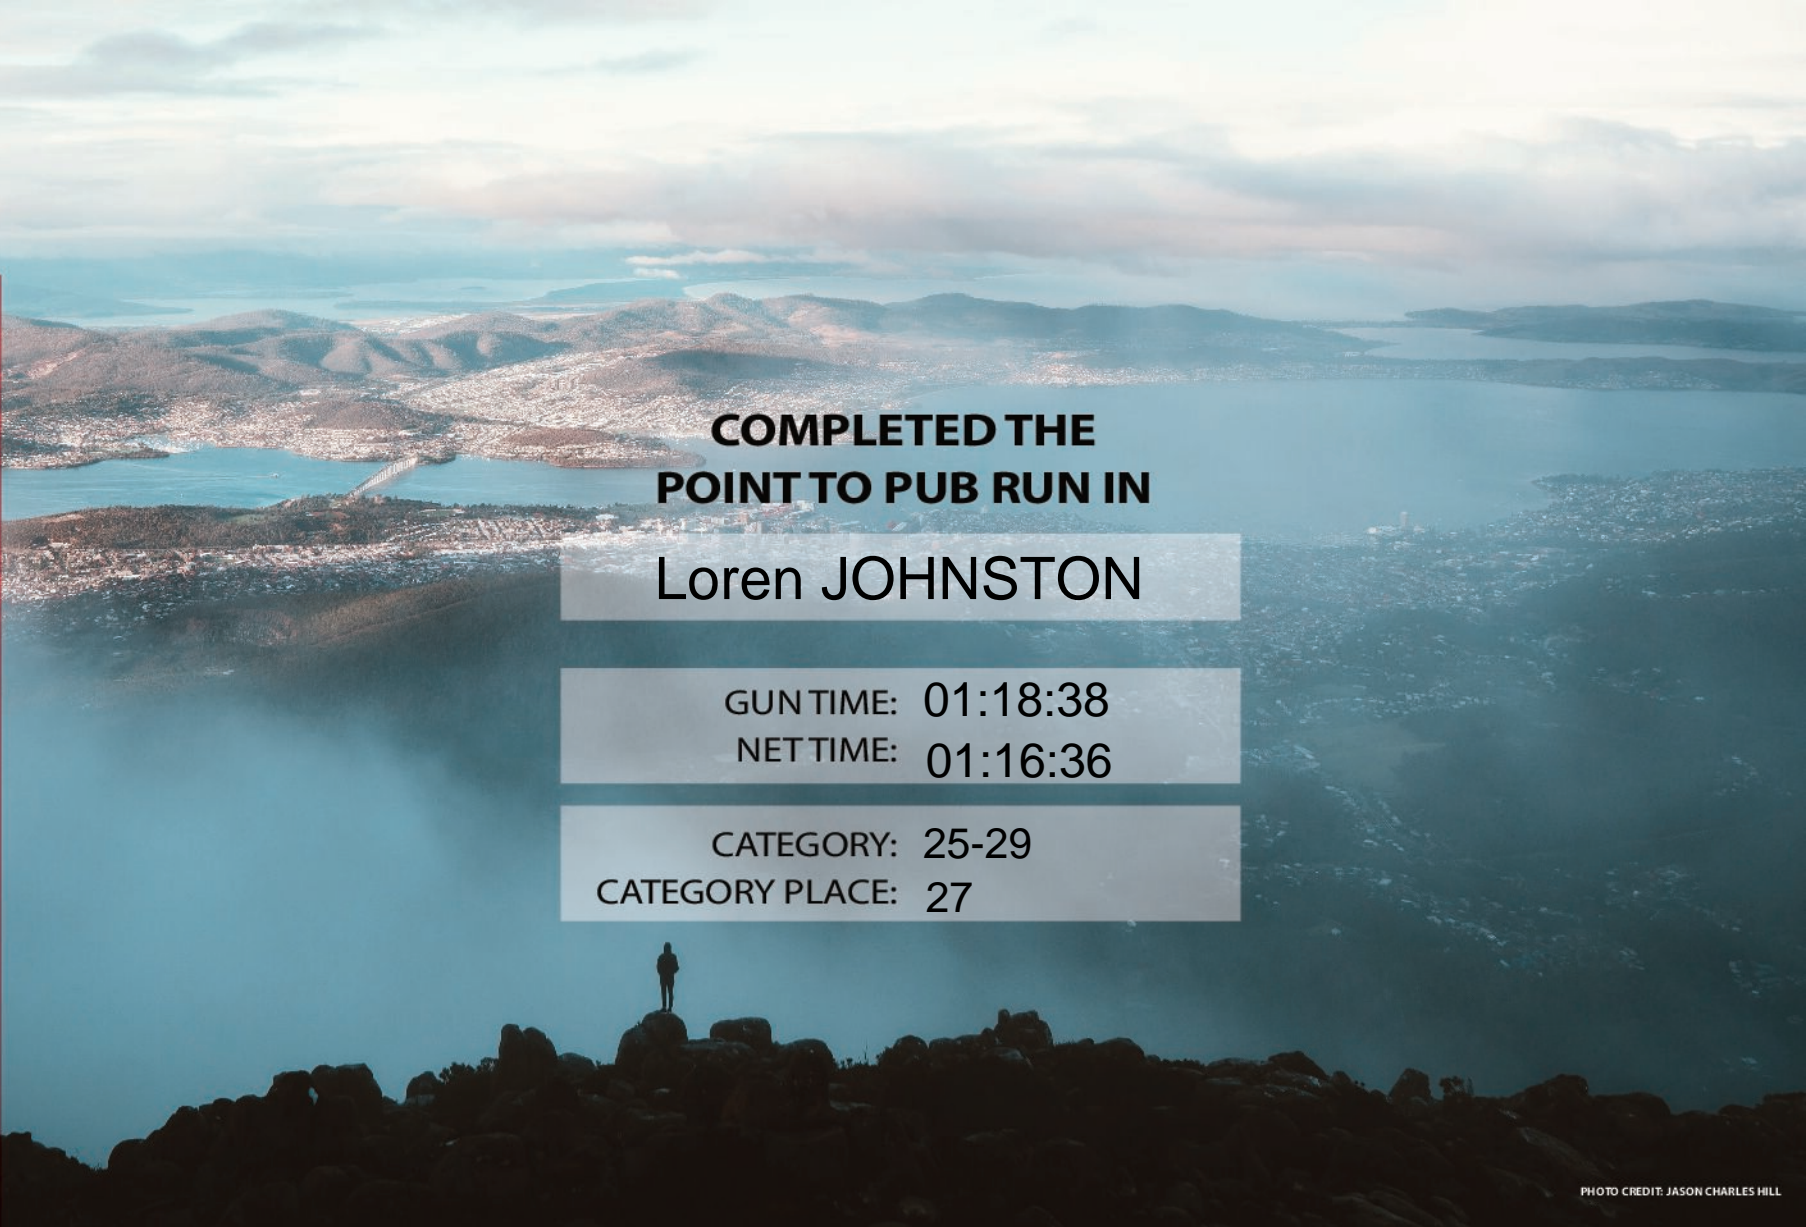 COMPLETED THE
POINT TO PUB RUN IN
Loren JOHNSTON
GUN TIME: 01:18:38
NET TIME: 01:16:36
CATEGORY: 25-29
CATEGORY PLACE: 27
PHOTO CREDIT: JASON CHARLES HILL